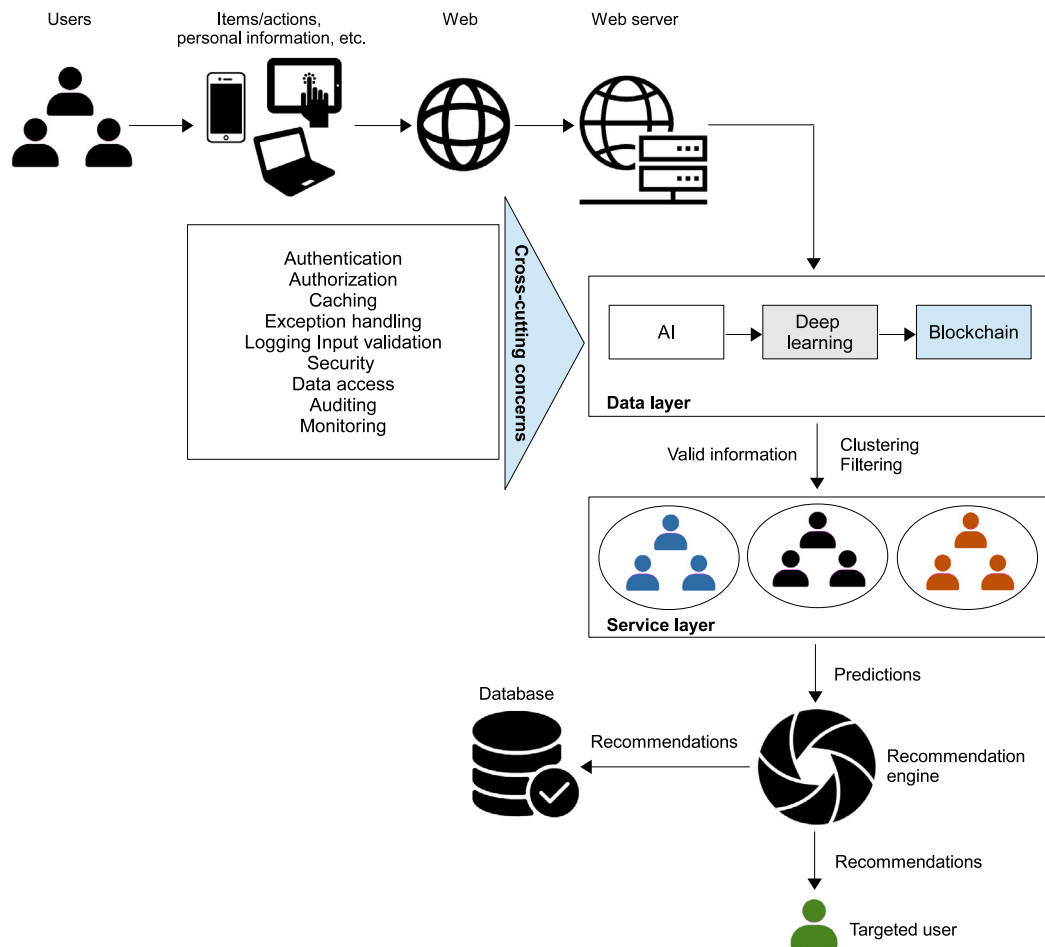 Users
Items/actions,
personal information, etc.
Web
Web server
Authentication
Authorization
Caching
Exception handling
Logging Input validation
Security
Data access
Auditing
Monitoring
Cross-cutting concerns
AI
Deep
learning
Blockchain
Data layer
Valid information
Clustering
Filtering
Service layer
Predictions
Database
Recommendations
Recommendation
engine
Recommendations
Targeted user